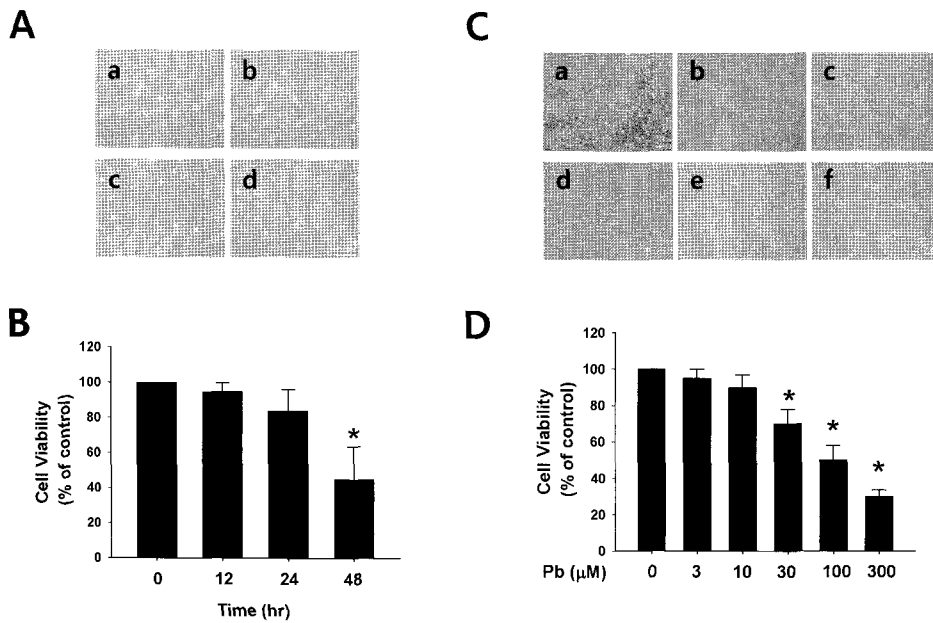 A
a b
c d
C
a b c
d e f
B
Cell Viability
(% of control)
120
100
80
60
40
20
0
*
0 12 24 48
Time (hr)
D
Cell Viability
(% of control)
120
100
80
60
40
20
0
* * *
Pb (μM) 0 3 10 30 100 300